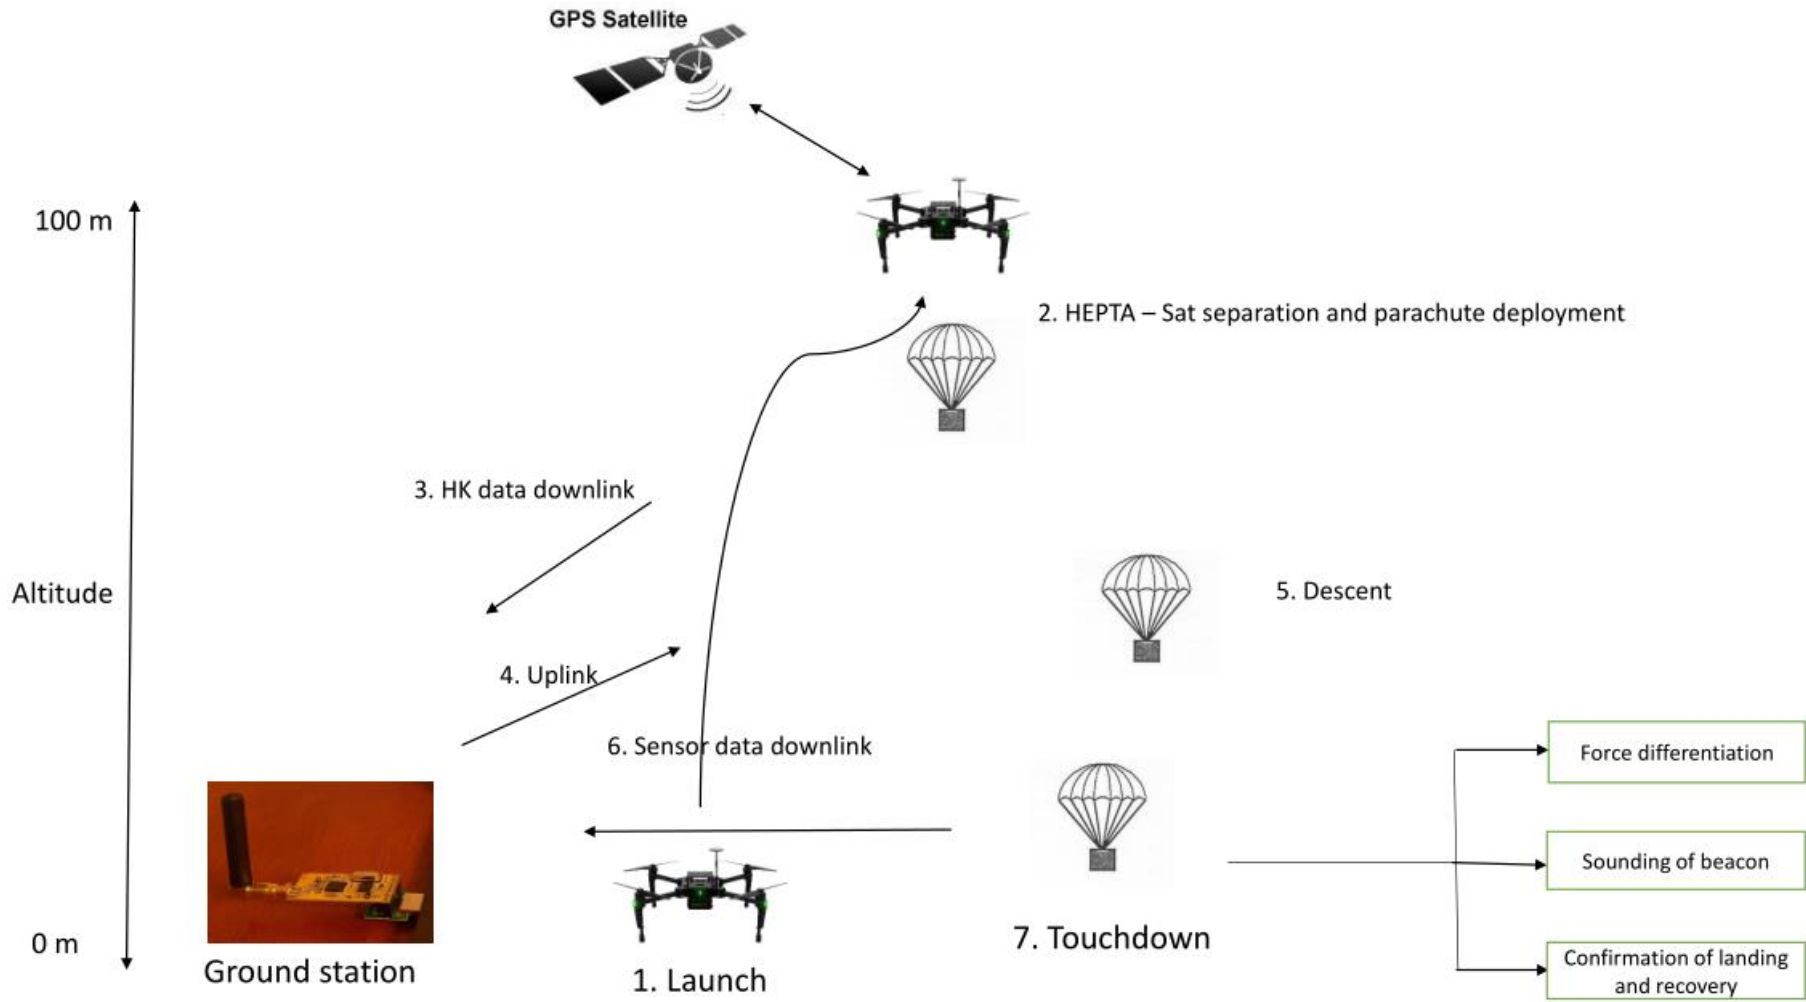 GPS Satellite
100 m
2. HEPTA – Sat separation and parachute deployment
3. HK data downlink
Altitude
5. Descent
4. Uplink
6. Sensor data downlink
Force differentiation
Sounding of beacon
0 m
7. Touchdown
Confirmation of landing
and recovery
Ground station
1. Launch